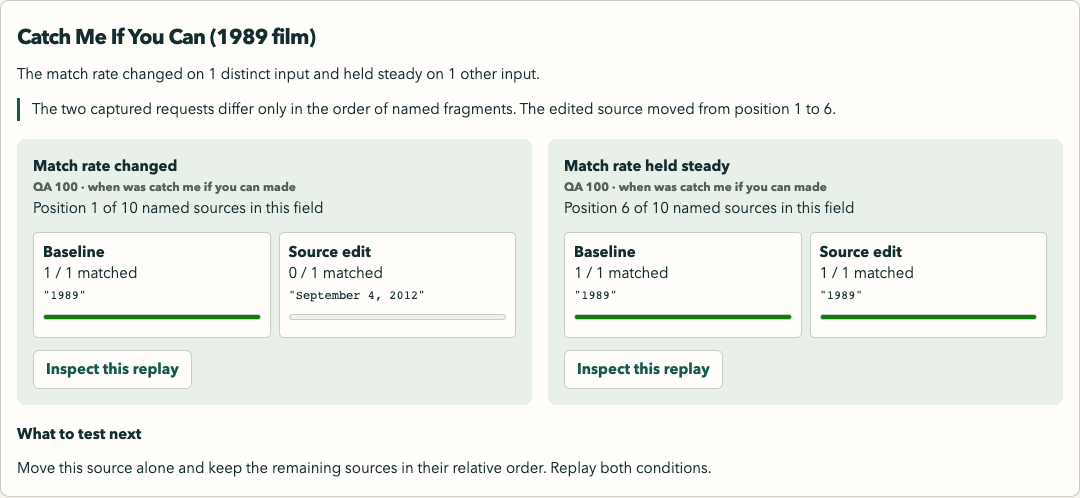 Catch Me If You Can (1989 film)
The match rate changed on 1 distinct input and held steady on 1 other input.
The two captured requests differ only in the order of named fragments. The edited source moved from position 1 to 6.
Match rate changed
QA 100 · when was catch me if you can made
Position 1 of 10 named sources in this field
Baseline
1 / 1 matched
"1989"
Source edit
0 / 1 matched
"September 4, 2012"
Inspect this replay
Match rate held steady
QA 100 · when was catch me if you can made
Position 6 of 10 named sources in this field
Baseline
1 / 1 matched
"1989"
Source edit
1 / 1 matched
"1989"
Inspect this replay
What to test next
Move this source alone and keep the remaining sources in their relative order. Replay both conditions.